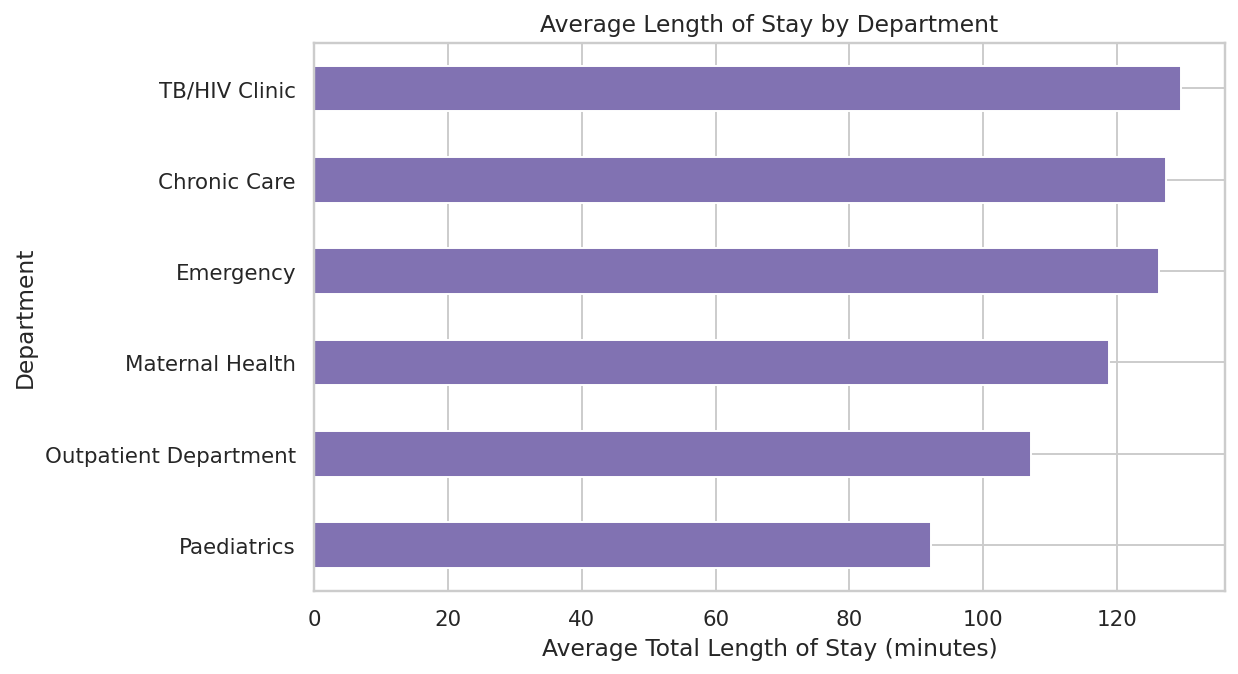 Average Length of Stay by Department
Department
TB/HIV Clinic
Chronic Care
Emergency
Maternal Health
Outpatient Department
Paediatrics
0 20 40 60 80 100 120
Average Total Length of Stay (minutes)